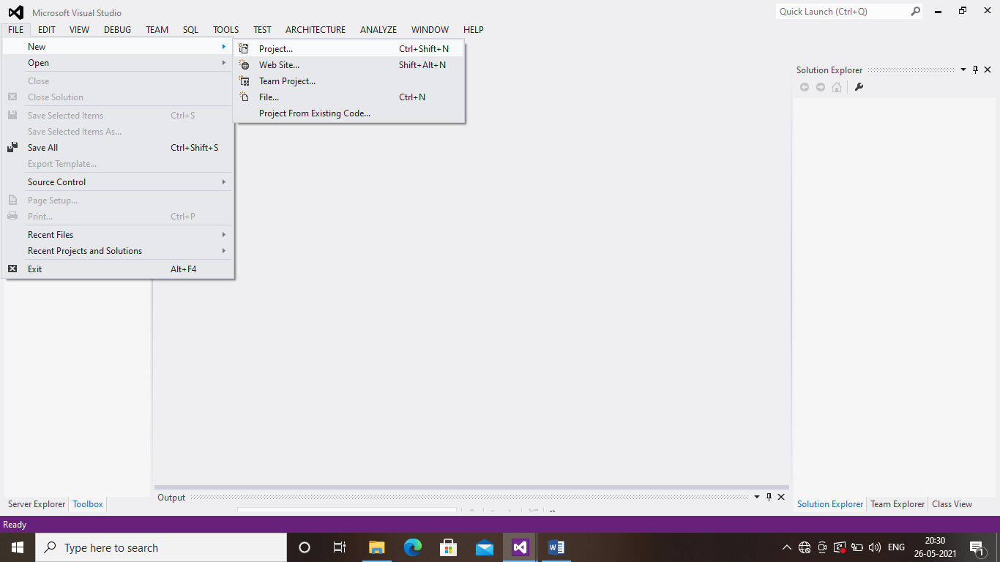 Microsoft Visual Studio
Quick Launch (Ctrl+Q)
FILE EDIT VIEW DEBUG TEAM SQL TOOLS TEST ARCHITECTURE ANALYZE WINDOW HELP
New
Open
Close
Close Solution
Save Selected Items Ctrl+S
Save Selected Items As...
Save All Ctrl+Shift+S
Export Template...
Source Control
Page Setup...
Print... Ctrl+P
Recent Files
Recent Projects and Solutions
Exit Alt+F4
Project... Ctrl+Shift+N
Web Site... Shift+Alt+N
Team Project...
File... Ctrl+N
Project From Existing Code...
Solution Explorer
Output
Server Explorer Toolbox
Solution Explorer Team Explorer Class View
Ready
Type here to search
ENG
20:30
26-05-2021
1